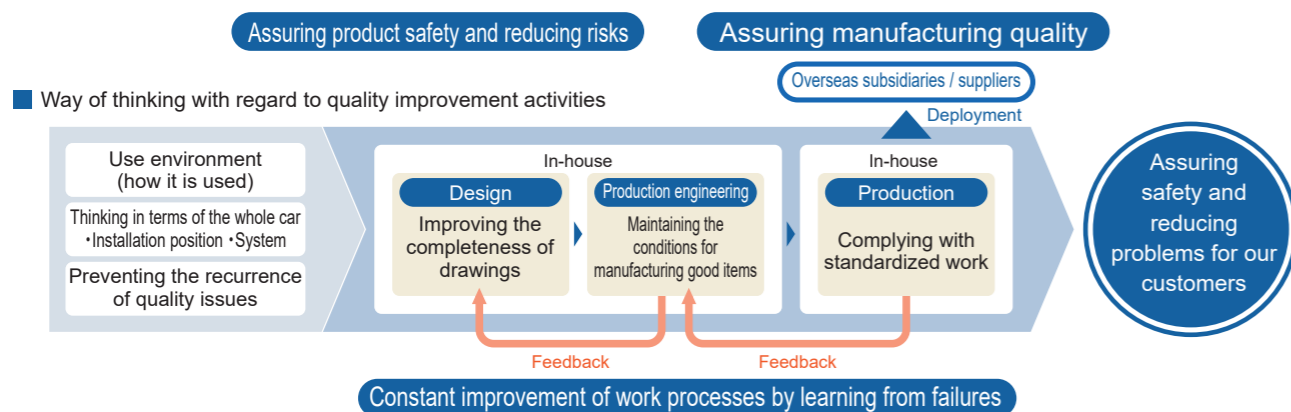 Assuring product safety and reducing risks
Assuring manufacturing quality
Overseas subsidiaries / suppliers
Deployment
Way of thinking with regard to quality improvement activities
Use environment
(how it is used)
Thinking in terms of the whole car
・Installation position ・System
Preventing the recurrence
of quality issues
In-house
Design
Improving the
completeness of
drawings
Production engineering
Maintaining the
conditions for
manufacturing good items
In-house
Production
Complying with
standardized work
Assuring
safety and
reducing
problems for our
customers
Feedback
Feedback
Constant improvement of work processes by learning from failures